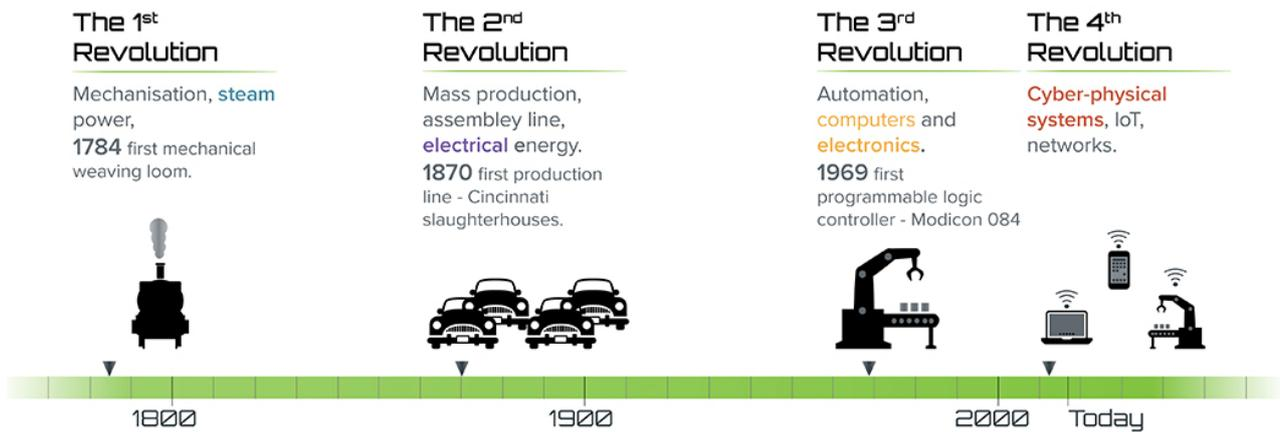 The 1st
Revolution
Mechanisation, steam
power,
1784 first mechanical
weaving loom.
The 2nd
Revolution
Mass production,
assembley line,
electrical energy.
1870 first production
line - Cincinnati
slaughterhouses.
The 3rd
Revolution
Automation,
computers and
electronics.
1969 first
programmable logic
controller - Modicon 084
The 4th
Revolution
Cyber-physical
systems, IoT,
networks.
1800
1900
2000
Today